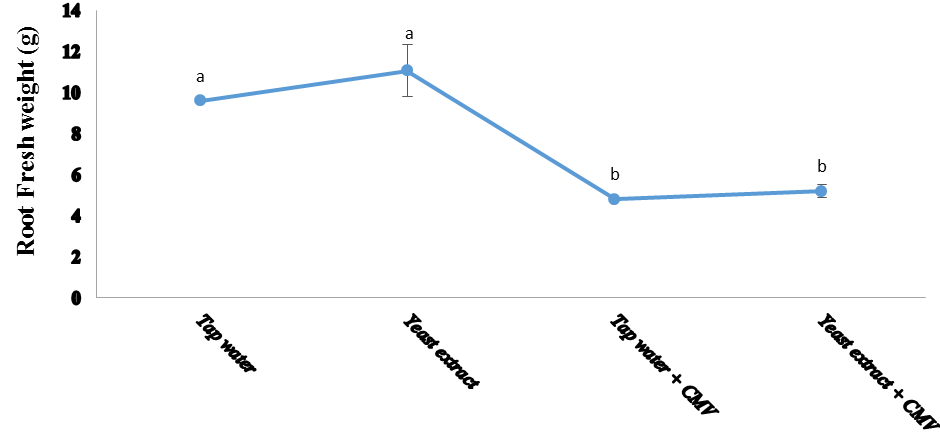 Root Fresh weight (g)
14
12
10
8
6
4
2
0
a
a
b
b
Tap water
Yeast extract
Tap water + CMV
Yeast extract + CMV